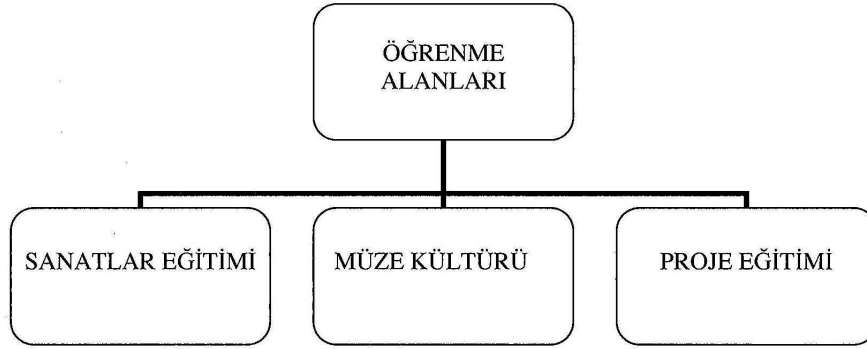 ÖĞRENME
ALANLARI
SANATLAR EĞİTİMİ
MÜZE KÜLTÜRÜ
PROJE EĞİTİMİ